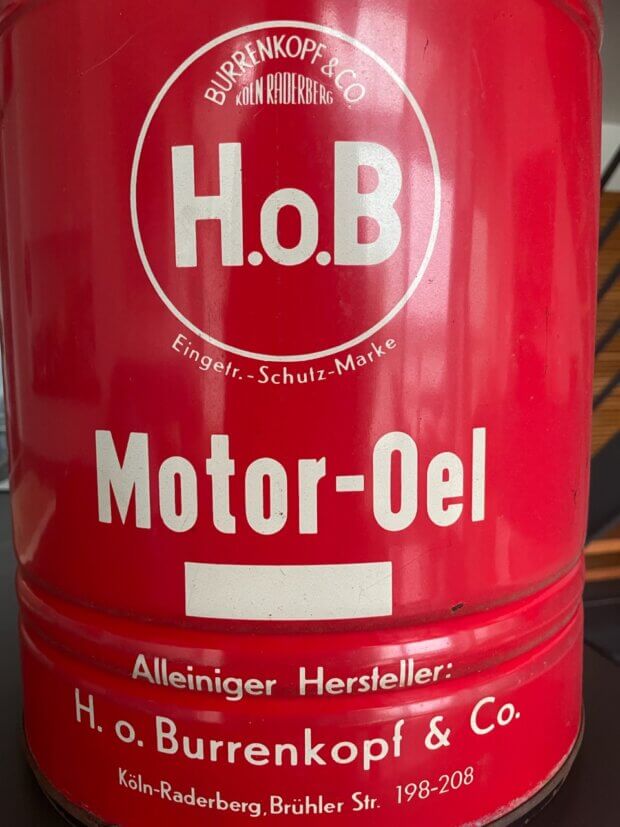 BURRENKOPF & CO.
KÖLN RADERBERG
H.o.B
Eingetr.-Schutz-Marke
Motor-Oel
Alleiniger Hersteller:
H. o. Burrenkopf & Co.
Köln-Raderberg, Brühler Str. 198-208